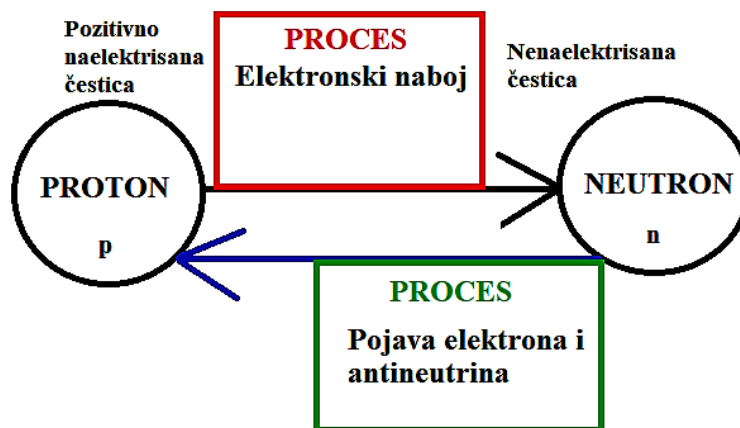 Pozitivno
naelektrisana
čestica
PROCES
Elektronski naboj
Nenaelektrisana
čestica
PROTON
p
NEUTRON
n
PROCES
Pojava elektrona i
antineutrina